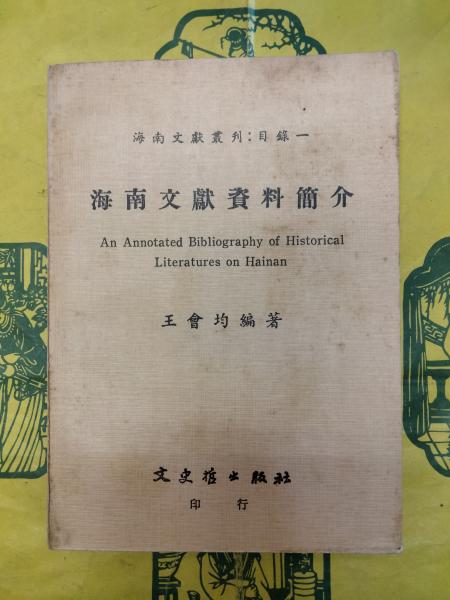 海南文獻叢刊：目錄一
海南文獻資料簡介
An Annotated Bibliography of Historical
Literatures on Hainan
王會均編著
文史哲出版社
印行